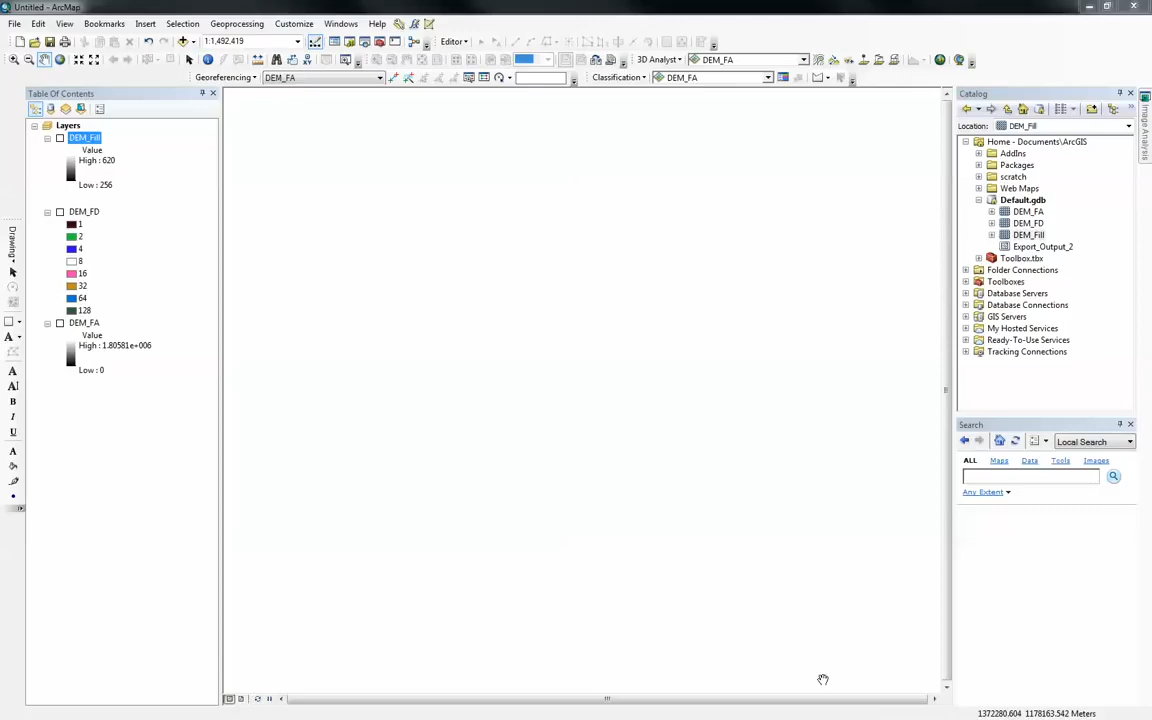 Untitled - ArcMap
File Edit View Bookmarks Insert Selection Geoprocessing Customize Windows Help
1:1,492,419 Editor
3D Analyst DEM_FA
Georeferencing DEM_FA Classification DEM_FA
Table Of Contents
Layers
DEM_Fill
Value
High : 620
Low : 256
DEM_FD
1
2
4
8
16
32
64
128
DEM_FA
Value
High : 1.80581e+006
Low : 0
Drawing
A
A
A
B
I
U
A
Catalog
Location: DEM_Fill
Home - Documents\ArcGIS
AddIns
Packages
scratch
Web Maps
Default.gdb
DEM_FA
DEM_FD
DEM_Fill
Export_Output_2
Toolbox.tbx
Folder Connections
Toolboxes
Database Servers
Database Connections
GIS Servers
My Hosted Services
Ready-To-Use Services
Tracking Connections
Image Analysis
Search
Local Search
ALL Maps Data Tools Images
Any Extent
1372280.604 1178163.542 Meters